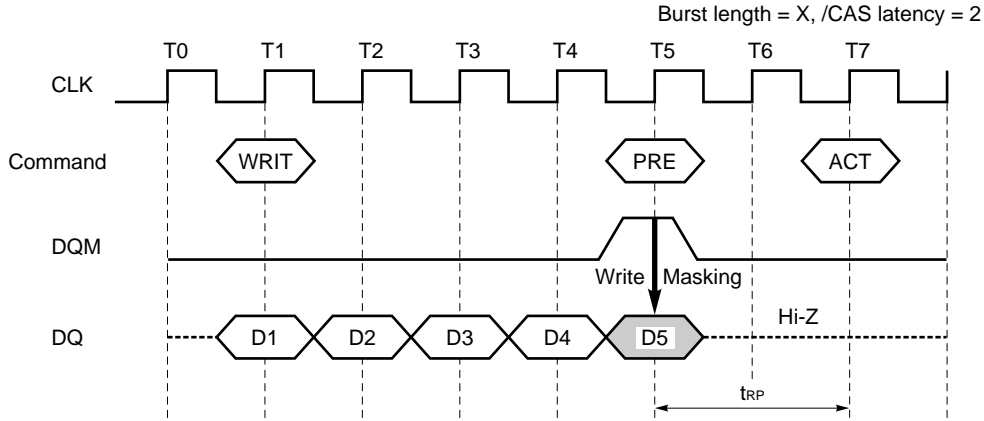 Burst length = X, /CAS latency = 2
T0 T1 T2 T3 T4 T5 T6 T7
CLK
Command WRIT PRE ACT
DQM
Write Masking
Hi-Z
DQ D1 D2 D3 D4 D5
tRP